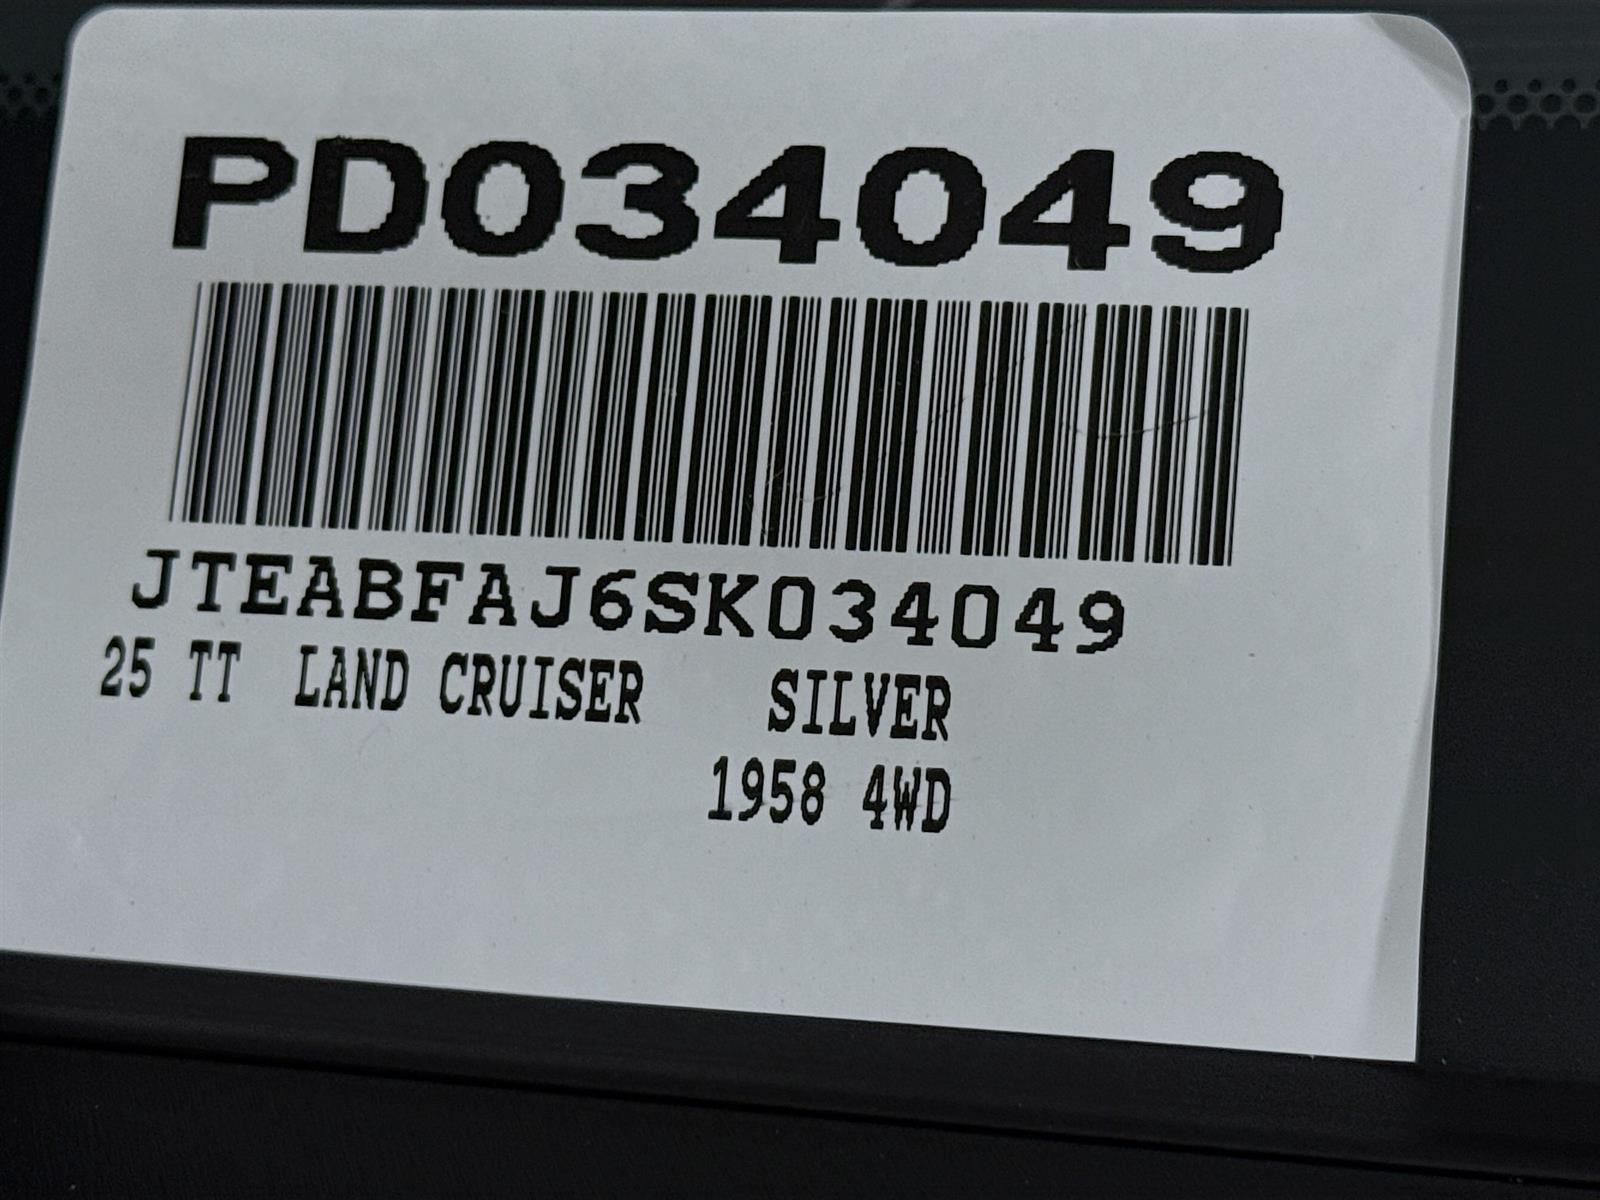 PD034049
JTEABFAJ6SK034049
25 TT LAND CRUISER SILVER
1958 4WD